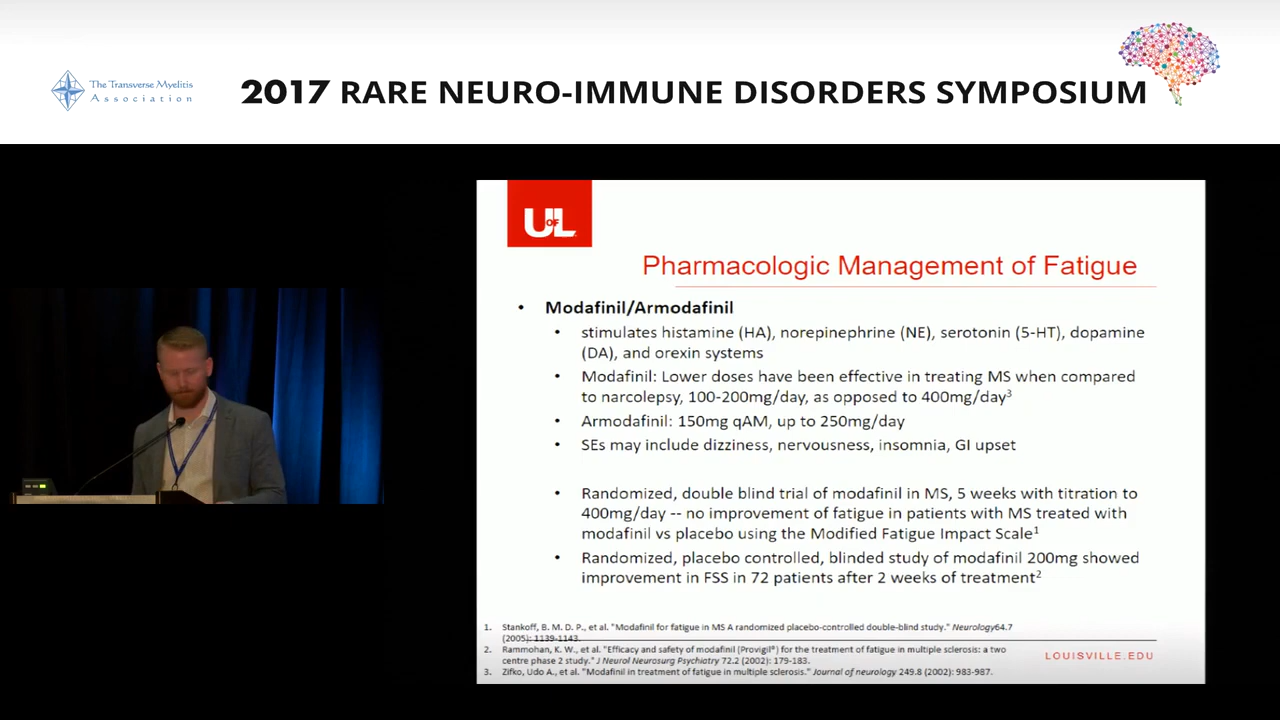 The Transverse Myelitis
Association
2017 RARE NEURO-IMMUNE DISORDERS SYMPOSIUM
UofL
Pharmacologic Management of Fatigue
• Modafinil/Armodafinil
• stimulates histamine (HA), norepinephrine (NE), serotonin (5-HT), dopamine
(DA), and orexin systems
• Modafinil: Lower doses have been effective in treating MS when compared
to narcolepsy, 100-200mg/day, as opposed to 400mg/day3
• Armodafinil: 150mg qAM, up to 250mg/day
• SEs may include dizziness, nervousness, insomnia, GI upset
• Randomized, double blind trial of modafinil in MS, 5 weeks with titration to
400mg/day -- no improvement of fatigue in patients with MS treated with
modafinil vs placebo using the Modified Fatigue Impact Scale1
• Randomized, placebo controlled, blinded study of modafinil 200mg showed
improvement in FSS in 72 patients after 2 weeks of treatment2
1. Stankoff, B. M. D. P., et al. "Modafinil for fatigue in MS A randomized placebo-controlled double-blind study." Neurology64.7
(2005): 1139-1143.
2. Rammohan, K. W., et al. "Efficacy and safety of modafinil (Provigil®) for the treatment of fatigue in multiple sclerosis: a two
centre phase 2 study." J Neurol Neurosurg Psychiatry 72.2 (2002): 179-183.
3. Zifko, Udo A., et al. "Modafinil in treatment of fatigue in multiple sclerosis." Journal of neurology 249.8 (2002): 983-987.
LOUISVILLE.EDU